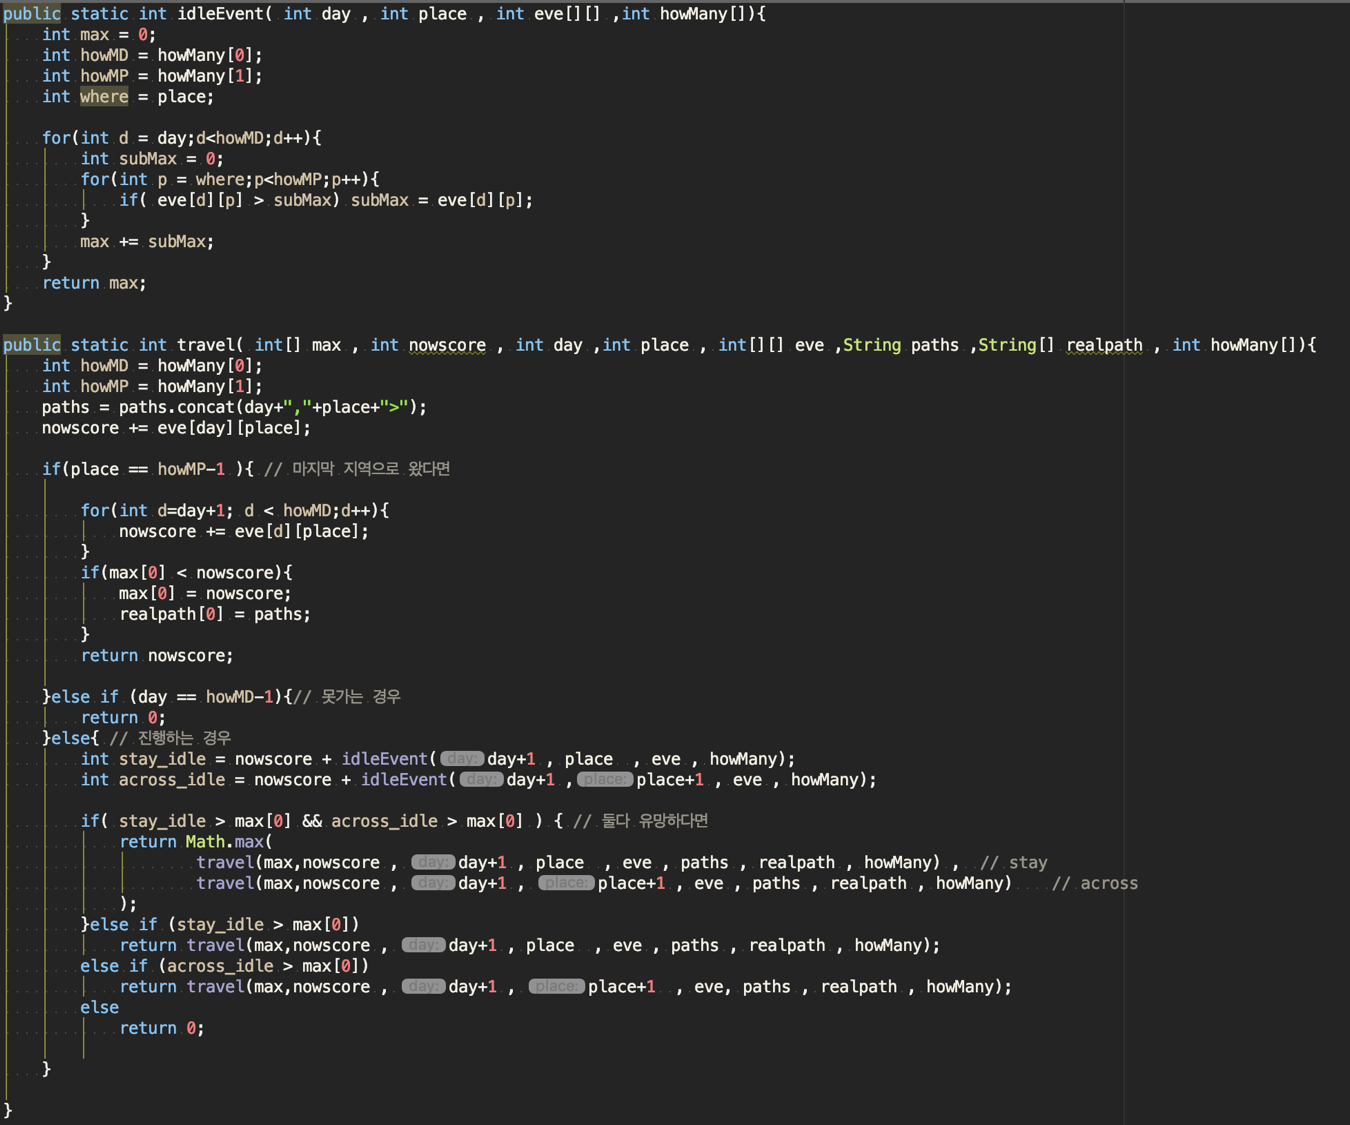 public static int idleEvent( int day , int place , int eve[][] ,int howMany[]){
int max = 0;
int howMD = howMany[0];
int howMP = howMany[1];
int where = place;
for(int d = day;d<howMD;d++){
int subMax = 0;
for(int p = where;p<howMP;p++){
if( eve[d][p] > subMax) subMax = eve[d][p];
}
max += subMax;
}
return max;
}
public static int travel( int[] max , int nowscore , int day ,int place , int[][] eve ,String paths ,String[] realpath , int howMany[]){
int howMD = howMany[0];
int howMP = howMany[1];
paths = paths.concat(day+","+place+">");
nowscore += eve[day][place];
if(place == howMP-1 ){ // 마지막 지역으로 왔다면
for(int d=day+1; d < howMD;d++){
nowscore += eve[d][place];
}
if(max[0] < nowscore){
max[0] = nowscore;
realpath[0] = paths;
}
return nowscore;
}else if (day == howMD-1){// 못가는 경우
return 0;
}else{ // 진행하는 경우
int stay_idle = nowscore + idleEvent( day: day+1 , place  , eve , howMany);
int across_idle = nowscore + idleEvent( day: day+1 , place: place+1 , eve , howMany);
if( stay_idle > max[0] && across_idle > max[0] ) { // 둘다 유망하다면
return Math.max(
travel(max,nowscore , day: day+1 , place  , eve , paths , realpath , howMany) ,  // stay
travel(max,nowscore , day: day+1 , place: place+1 , eve , paths , realpath , howMany)    // across
);
}else if (stay_idle > max[0])
return travel(max,nowscore , day: day+1 , place  , eve , paths , realpath , howMany);
else if (across_idle > max[0])
return travel(max,nowscore , day: day+1 , place: place+1  , eve, paths , realpath , howMany);
else
return 0;
}
}